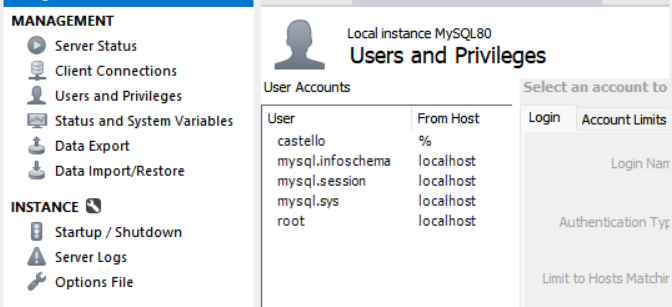 MANAGEMENT
Server Status
Client Connections
Users and Privileges
Status and System Variables
Data Export
Data Import/Restore
INSTANCE
Startup / Shutdown
Server Logs
Options File
Local instance MySQL80
Users and Privileges
User Accounts
User From Host
castello %
mysql.infoschema localhost
mysql.session localhost
mysql.sys localhost
root localhost
Select an account to
Login Account Limits
Login Nam
Authentication Typ
Limit to Hosts Matchin